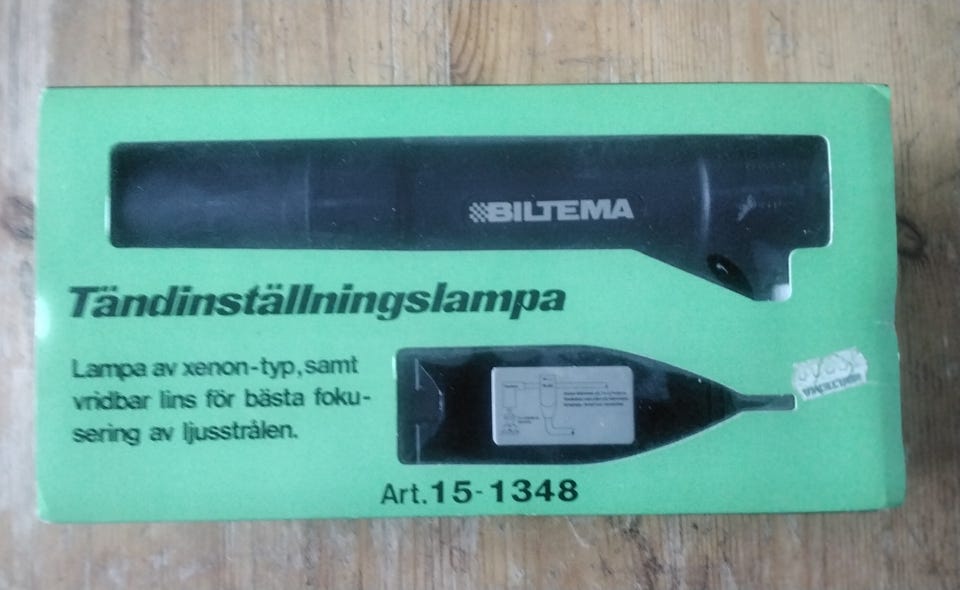 BILTEMA
Tändinställningslampa
Lampa av xenon-typ, samt
vridbar lins för bästa foku-
sering av ljusstrålen.
Art. 15-1348